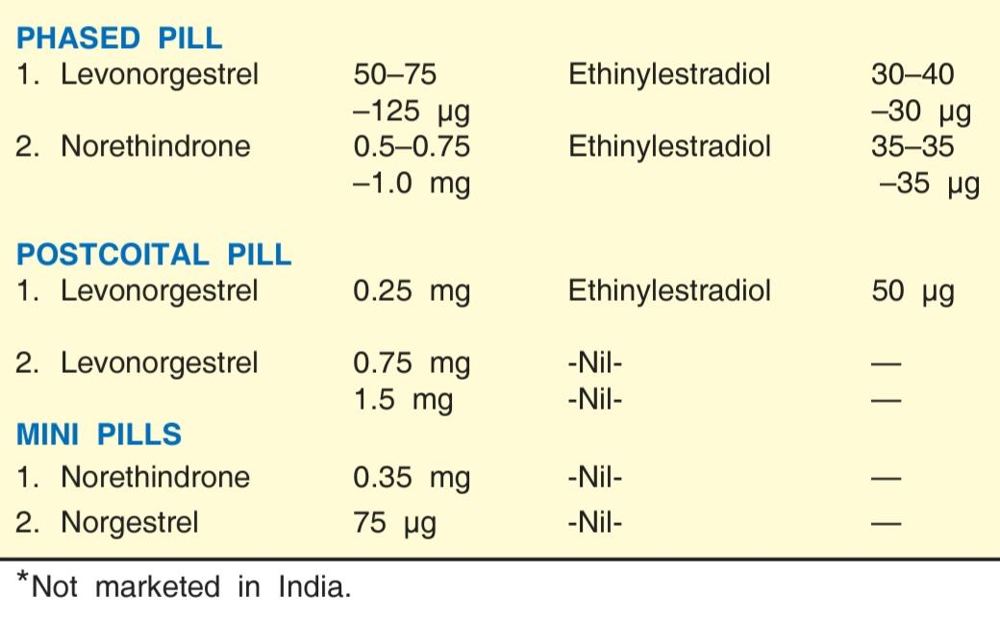 PHASED PILL
1. Levonorgestrel 50–75 Ethinylestradiol 30–40
–125 µg –30 µg
2. Norethindrone 0.5–0.75 Ethinylestradiol 35–35
–1.0 mg –35 µg
POSTCOITAL PILL
1. Levonorgestrel 0.25 mg Ethinylestradiol 50 µg
2. Levonorgestrel 0.75 mg -Nil- —
1.5 mg -Nil- —
MINI PILLS
1. Norethindrone 0.35 mg -Nil- —
2. Norgestrel 75 µg -Nil- —
*Not marketed in India.